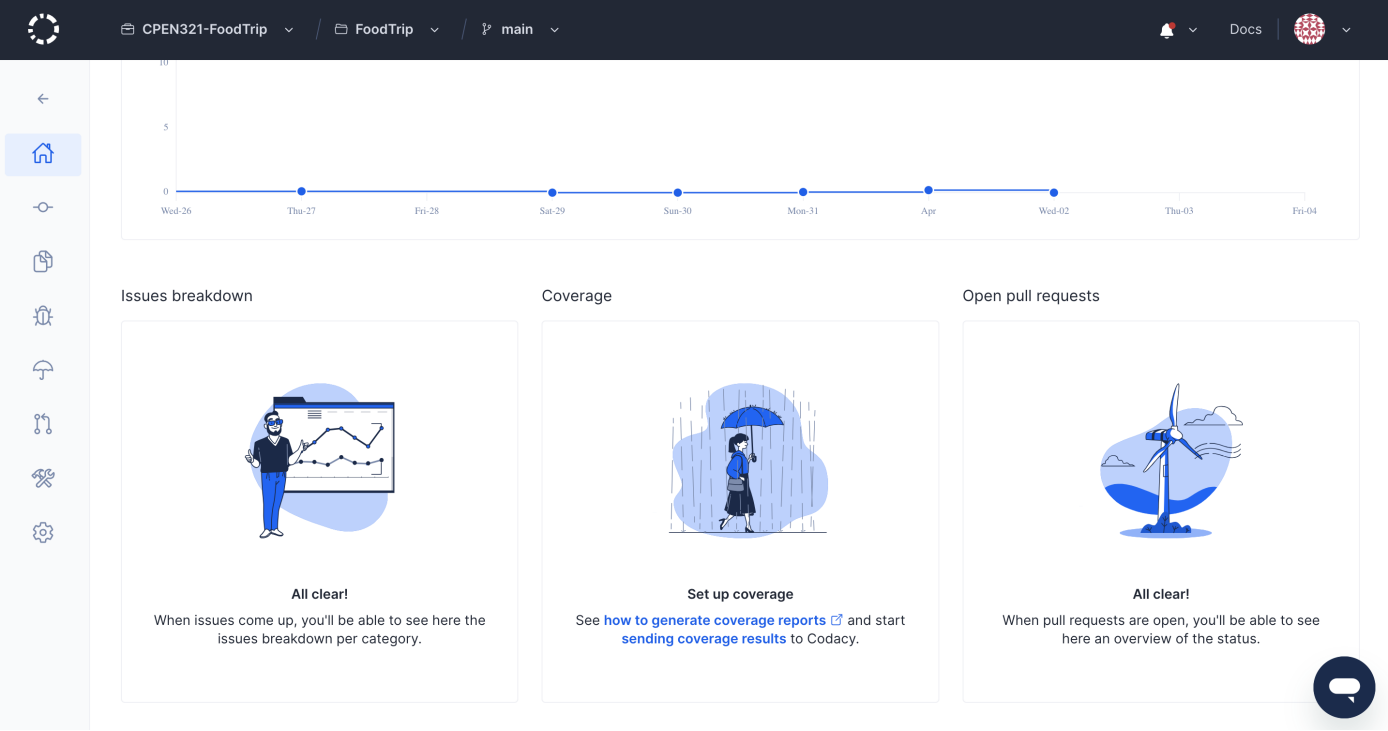 CPEN321-FoodTrip FoodTrip main Docs
10
5
0
Wed-26 Thu-27 Fri-28 Sat-29 Sun-30 Mon-31 Apr Wed-02 Thu-03 Fri-04
Issues breakdown
All clear!
When issues come up, you'll be able to see here the
issues breakdown per category.
Coverage
Set up coverage
See how to generate coverage reports and start
sending coverage results to Codacy.
Open pull requests
All clear!
When pull requests are open, you'll be able to see
here an overview of the status.